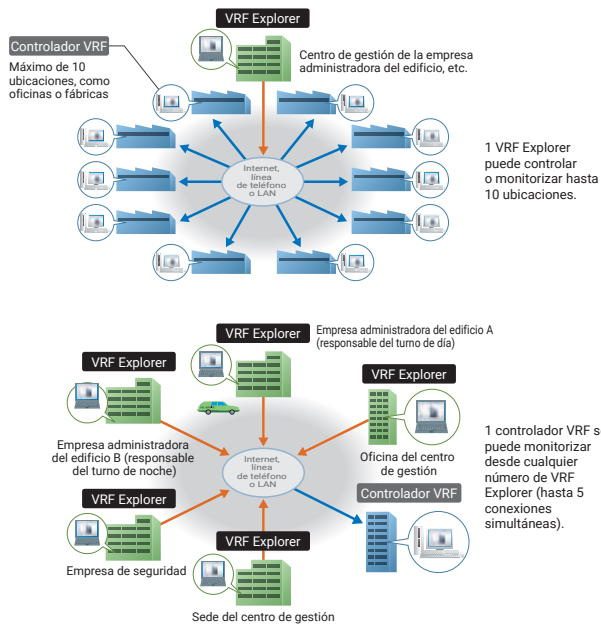 VRF Explorer
Controlador VRF
Máximo de 10
ubicaciones, como
oficinas o fábricas
Centro de gestión de la empresa
administradora del edificio, etc.
Internet,
línea
de teléfono
o LAN
1 VRF Explorer
puede controlar
o monitorizar hasta
10 ubicaciones.
VRF Explorer
Empresa administradora del edificio A
(responsable del turno de día)
VRF Explorer
VRF Explorer
Empresa administradora
del edificio B (responsable
del turno de noche)
Internet,
línea
de teléfono
o LAN
Oficina del centro
de gestión
Controlador VRF
1 controlador VRF s
puede monitorizar
desde cualquier
número de VRF
Explorer (hasta 5
conexiones
simultáneas).
VRF Explorer
Empresa de seguridad
VRF Explorer
Sede del centro de gestión